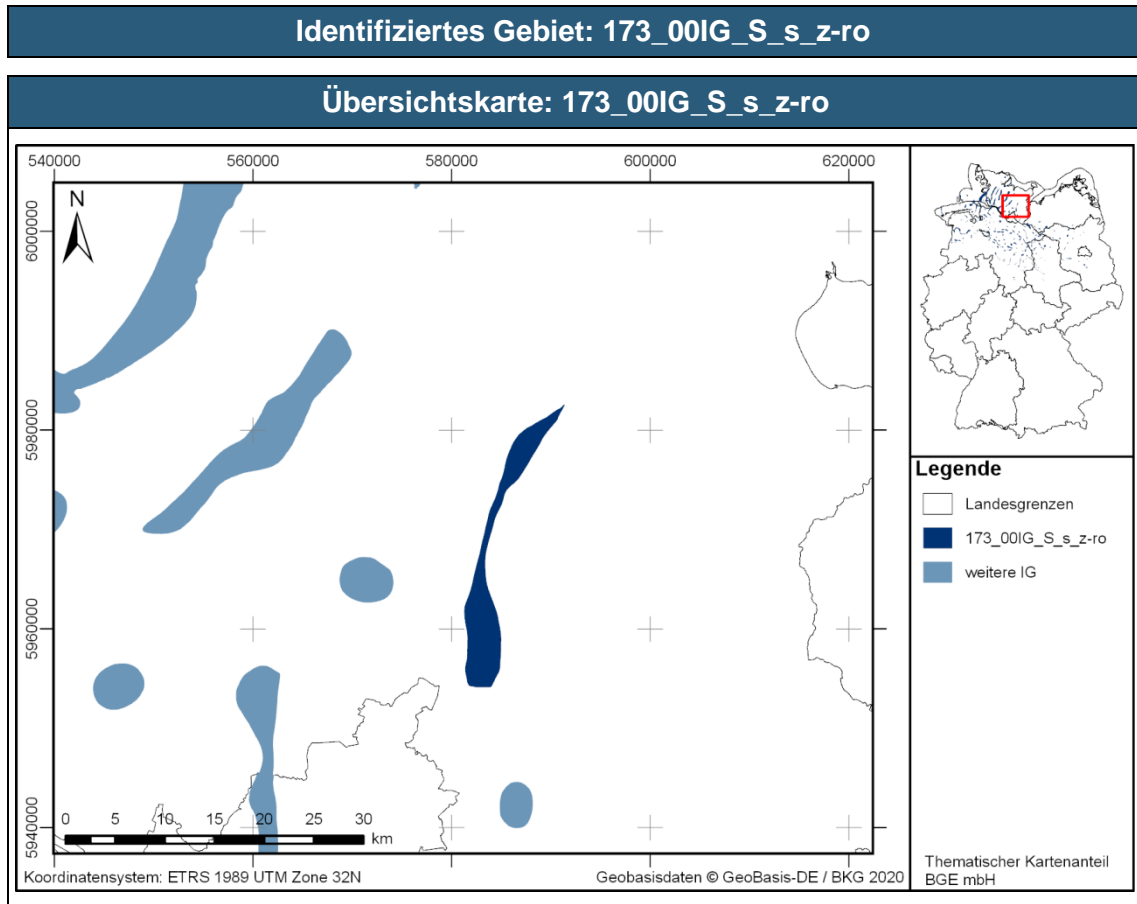 Identifiziertes Gebiet: 173_00IG_S_s_z-ro
Übersichtskarte: 173_00IG_S_s_z-ro
540000 560000 580000 600000 620000
N
6000000
5980000
5960000
5940000
0 5 10 15 20 25 30
km
Koordinatensystem: ETRS 1989 UTM Zone 32N
Geobasisdaten © GeoBasis-DE / BKG 2020
Legende
Landesgrenzen
173_00IG_S_s_z-ro
weitere IG
Thematischer Kartenanteil
BGE mbH